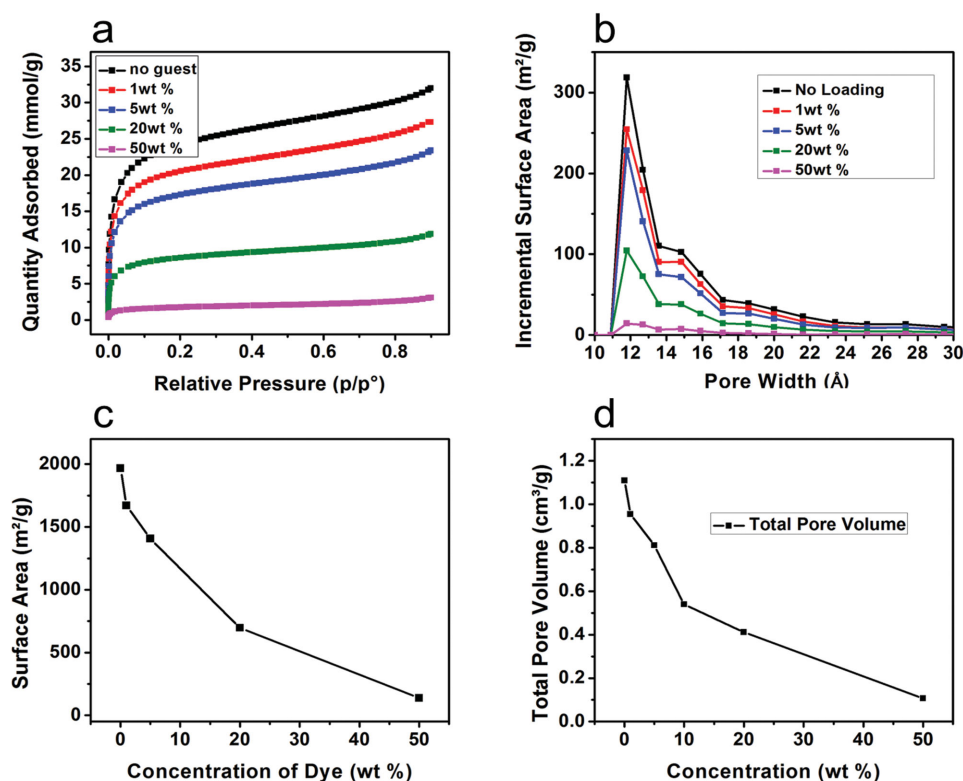 a
35
30
25
20
15
10
5
0
Quantity Adsorbed (mmol/g)
no guest
1wt %
5wt %
20wt %
50wt %
0.0 0.2 0.4 0.6 0.8
Relative Pressure (p/p°)
b
300
200
100
0
Incremental Surface Area (m²/g)
No Loading
1wt %
5wt %
20wt %
50wt %
10 12 14 16 18 20 22 24 26 28 30
Pore Width (Å)
c
2000
1500
1000
500
0
Surface Area (m²/g)
0 10 20 30 40 50
Concentration of Dye (wt %)
d
1.2
1.0
0.8
0.6
0.4
0.2
0.0
Total Pore Volume (cm³/g)
Total Pore Volume
0 10 20 30 40 50
Concentration (wt %)